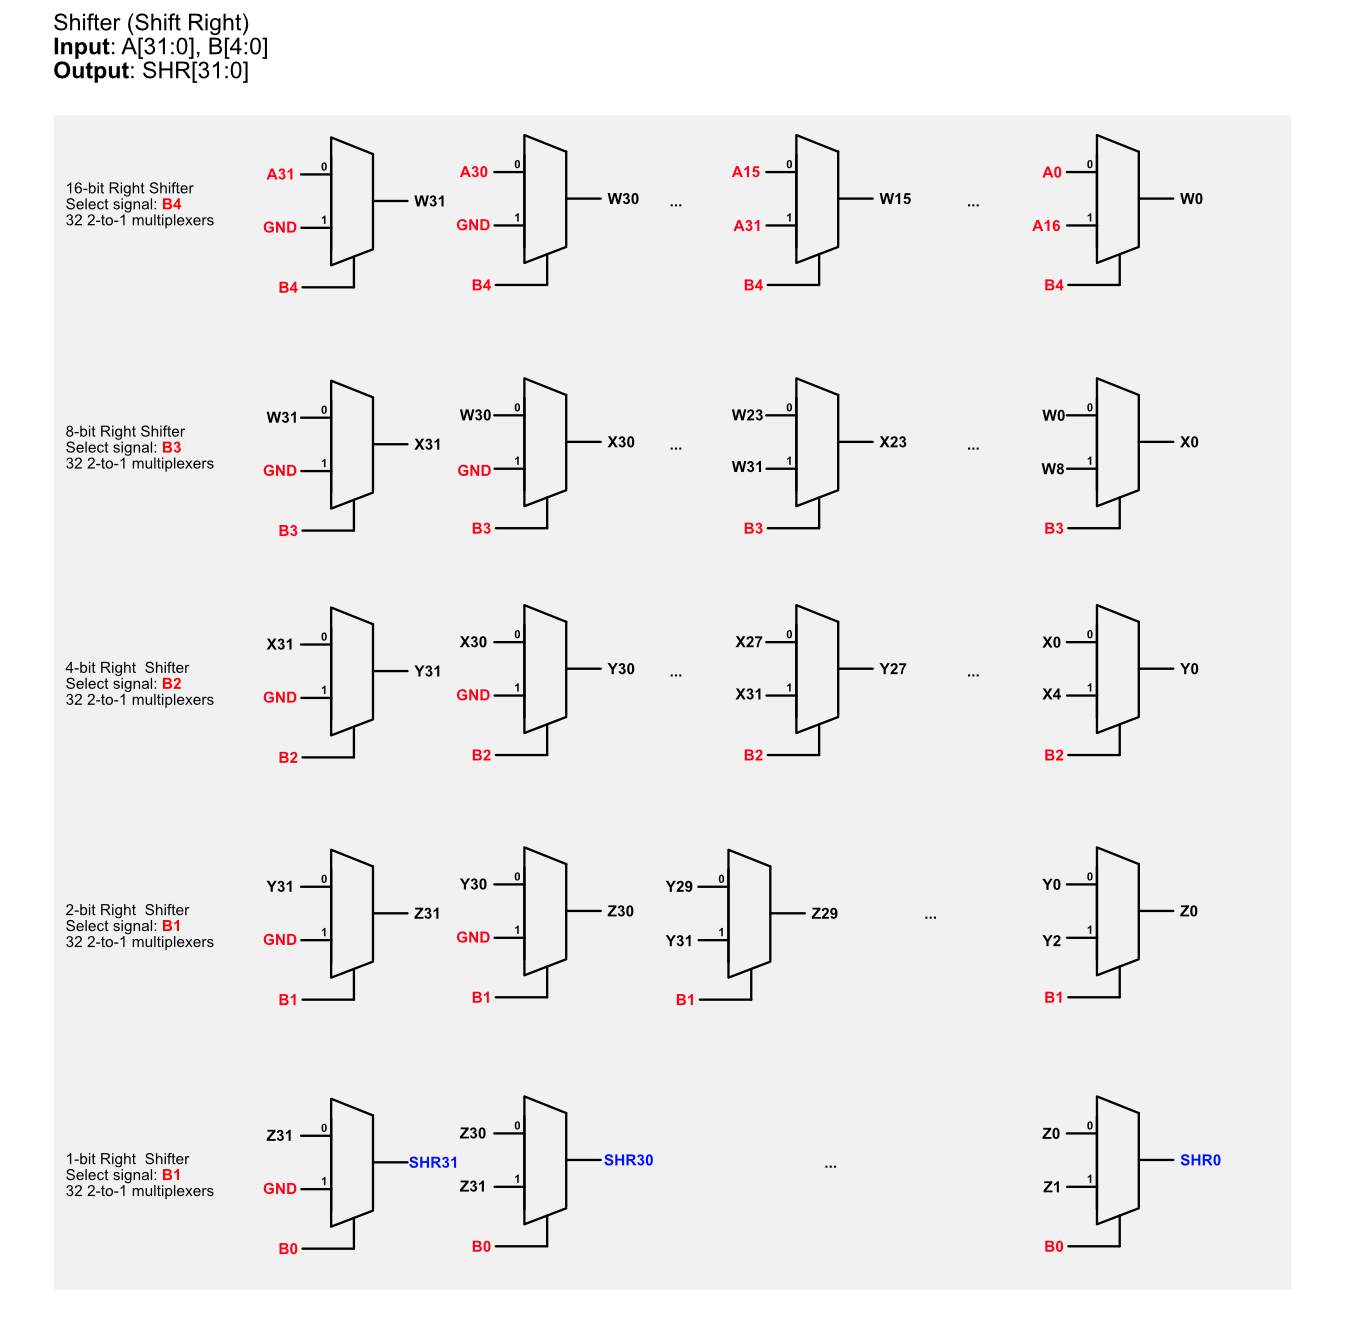 Shifter (Shift Right)
Input: A[31:0], B[4:0]
Output: SHR[31:0]
16-bit Right Shifter
Select signal: B4
32 2-to-1 multiplexers
A31 0
GND 1
B4
W31
A30 0
GND 1
B4
W30
...
A15 0
A31 1
B4
W15
...
A0 0
A16 1
B4
W0
8-bit Right Shifter
Select signal: B3
32 2-to-1 multiplexers
W31 0
GND 1
B3
X31
W30 0
GND 1
B3
X30
...
W23 0
W31 1
B3
X23
...
W0 0
W8 1
B3
X0
4-bit Right Shifter
Select signal: B2
32 2-to-1 multiplexers
X31 0
GND 1
B2
Y31
X30 0
GND 1
B2
Y30
...
X27 0
X31 1
B2
Y27
...
X0 0
X4 1
B2
Y0
2-bit Right Shifter
Select signal: B1
32 2-to-1 multiplexers
Y31 0
GND 1
B1
Z31
Y30 0
GND 1
B1
Z30
Y29 0
Y31 1
B1
Z29
...
Y0 0
Y2 1
B1
Z0
1-bit Right Shifter
Select signal: B1
32 2-to-1 multiplexers
Z31 0
GND 1
B0
SHR31
Z30 0
Z31 1
B0
SHR30
...
Z0 0
Z1 1
B0
SHR0